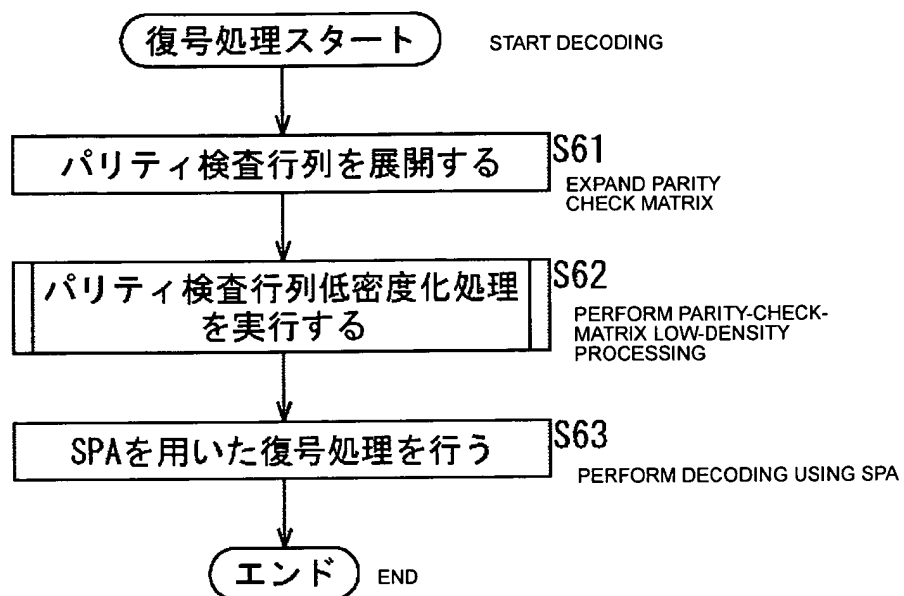 復号処理スタート
START DECODING
パリティ検査行列を展開する
S61
EXPAND PARITY
CHECK MATRIX
パリティ検査行列低密度化処理
を実行する
S62
PERFORM PARITY-CHECK-
MATRIX LOW-DENSITY
PROCESSING
SPAを用いた復号処理を行う
S63
PERFORM DECODING USING SPA
エンド
END